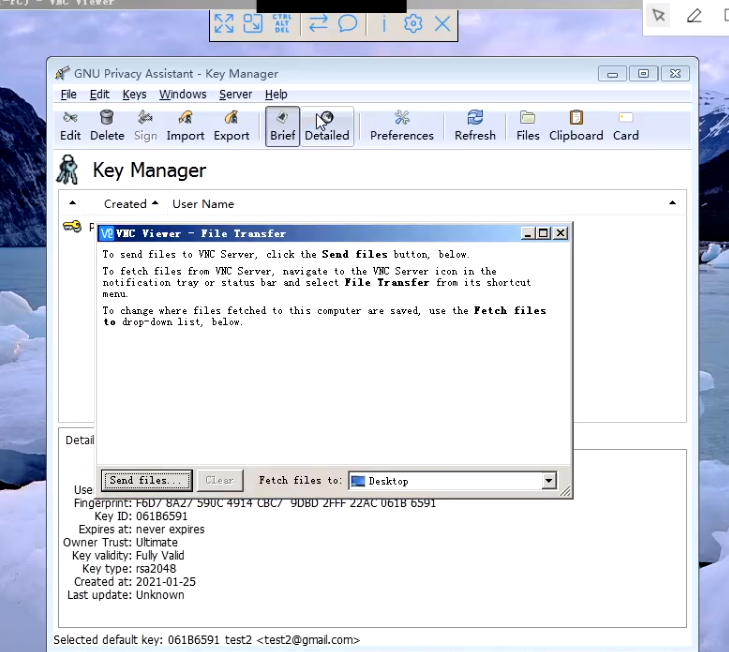 VNC Viewer
CTRL
ALT
DEL
GNU Privacy Assistant - Key Manager
File Edit Keys Windows Server Help
Edit Delete Sign Import Export Brief Detailed Preferences Refresh Files Clipboard Card
Key Manager
Created User Name
VNC Viewer - File Transfer
To send files to VNC Server, click the Send files button, below.
To fetch files from VNC Server, navigate to the VNC Server icon in the
notification tray or status bar and select File Transfer from its shortcut
menu.
To change where files fetched to this computer are saved, use the Fetch files
to drop-down list, below.
Detai
Send files... Clear Fetch files to: Desktop
Use
Fingerprint: F6D7 8A27 590C 4914 CBC7 9DBD 2FFF 22AC 061B 6591
Key ID: 061B6591
Expires at: never expires
Owner Trust: Ultimate
Key validity: Fully Valid
Key type: rsa2048
Created at: 2021-01-25
Last update: Unknown
Selected default key: 061B6591 test2 <test2@gmail.com>